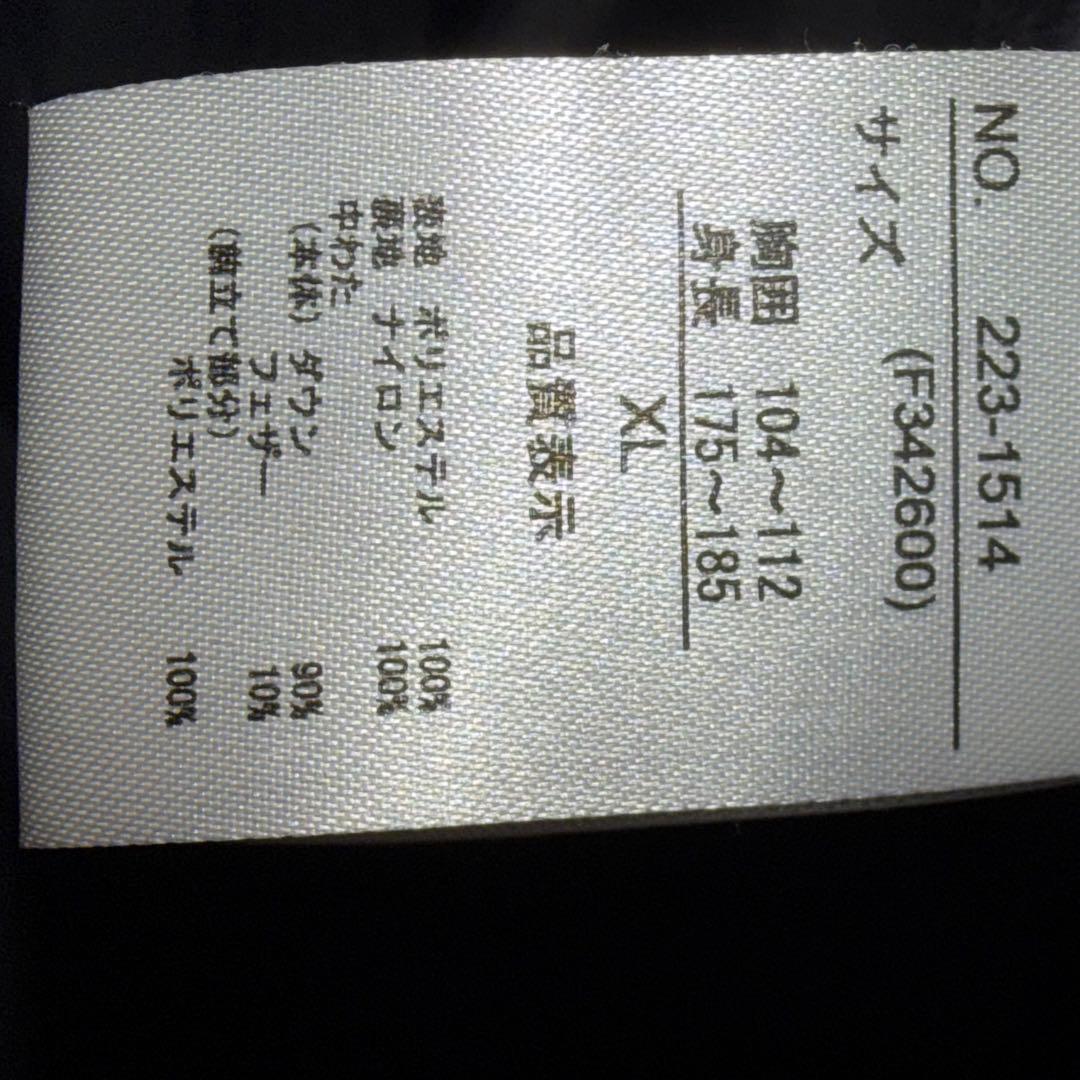 NO. 223-1514
(F342600)
サイズ
胸囲 104~112
身長 175~185
XL
品質表示
表地 ポリエステル 100%
裏地 ナイロン 100%
中わた
(本体) ダウン 90%
フェザー 10%
(前立て部分)
ポリエステル 100%